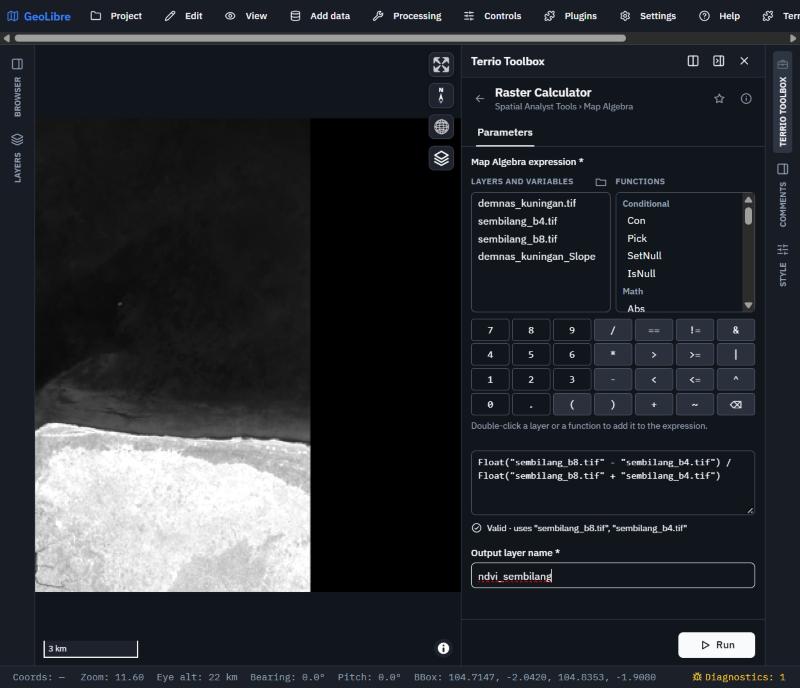 GeoLibre Project Edit View Add data Processing Controls Plugins Settings Help Terr
BROWSER
LAYERS
N
3 km
Terrio Toolbox
Raster Calculator
Spatial Analyst Tools › Map Algebra
Parameters
Map Algebra expression *
LAYERS AND VARIABLES
demnas_kuningan.tif
sembilang_b4.tif
sembilang_b8.tif
demnas_kuningan_Slope
FUNCTIONS
Conditional
Con
Pick
SetNull
IsNull
Math
Abs
7 8 9 / == != &
4 5 6 * > >= |
1 2 3 - < <= ^
0 . ( ) + ~ ⌫
Double-click a layer or a function to add it to the expression.
Float("sembilang_b8.tif" - "sembilang_b4.tif") /
Float("sembilang_b8.tif" + "sembilang_b4.tif")
Valid · uses "sembilang_b8.tif", "sembilang_b4.tif"
Output layer name *
ndvi_sembilang
Run
TERRIO TOOLBOX
COMMENTS
STYLE
Coords: — Zoom: 11.60 Eye alt: 22 km Bearing: 0.0° Pitch: 0.0° BBox: 104.7147, -2.0420, 104.8353, -1.9080 Diagnostics: 1